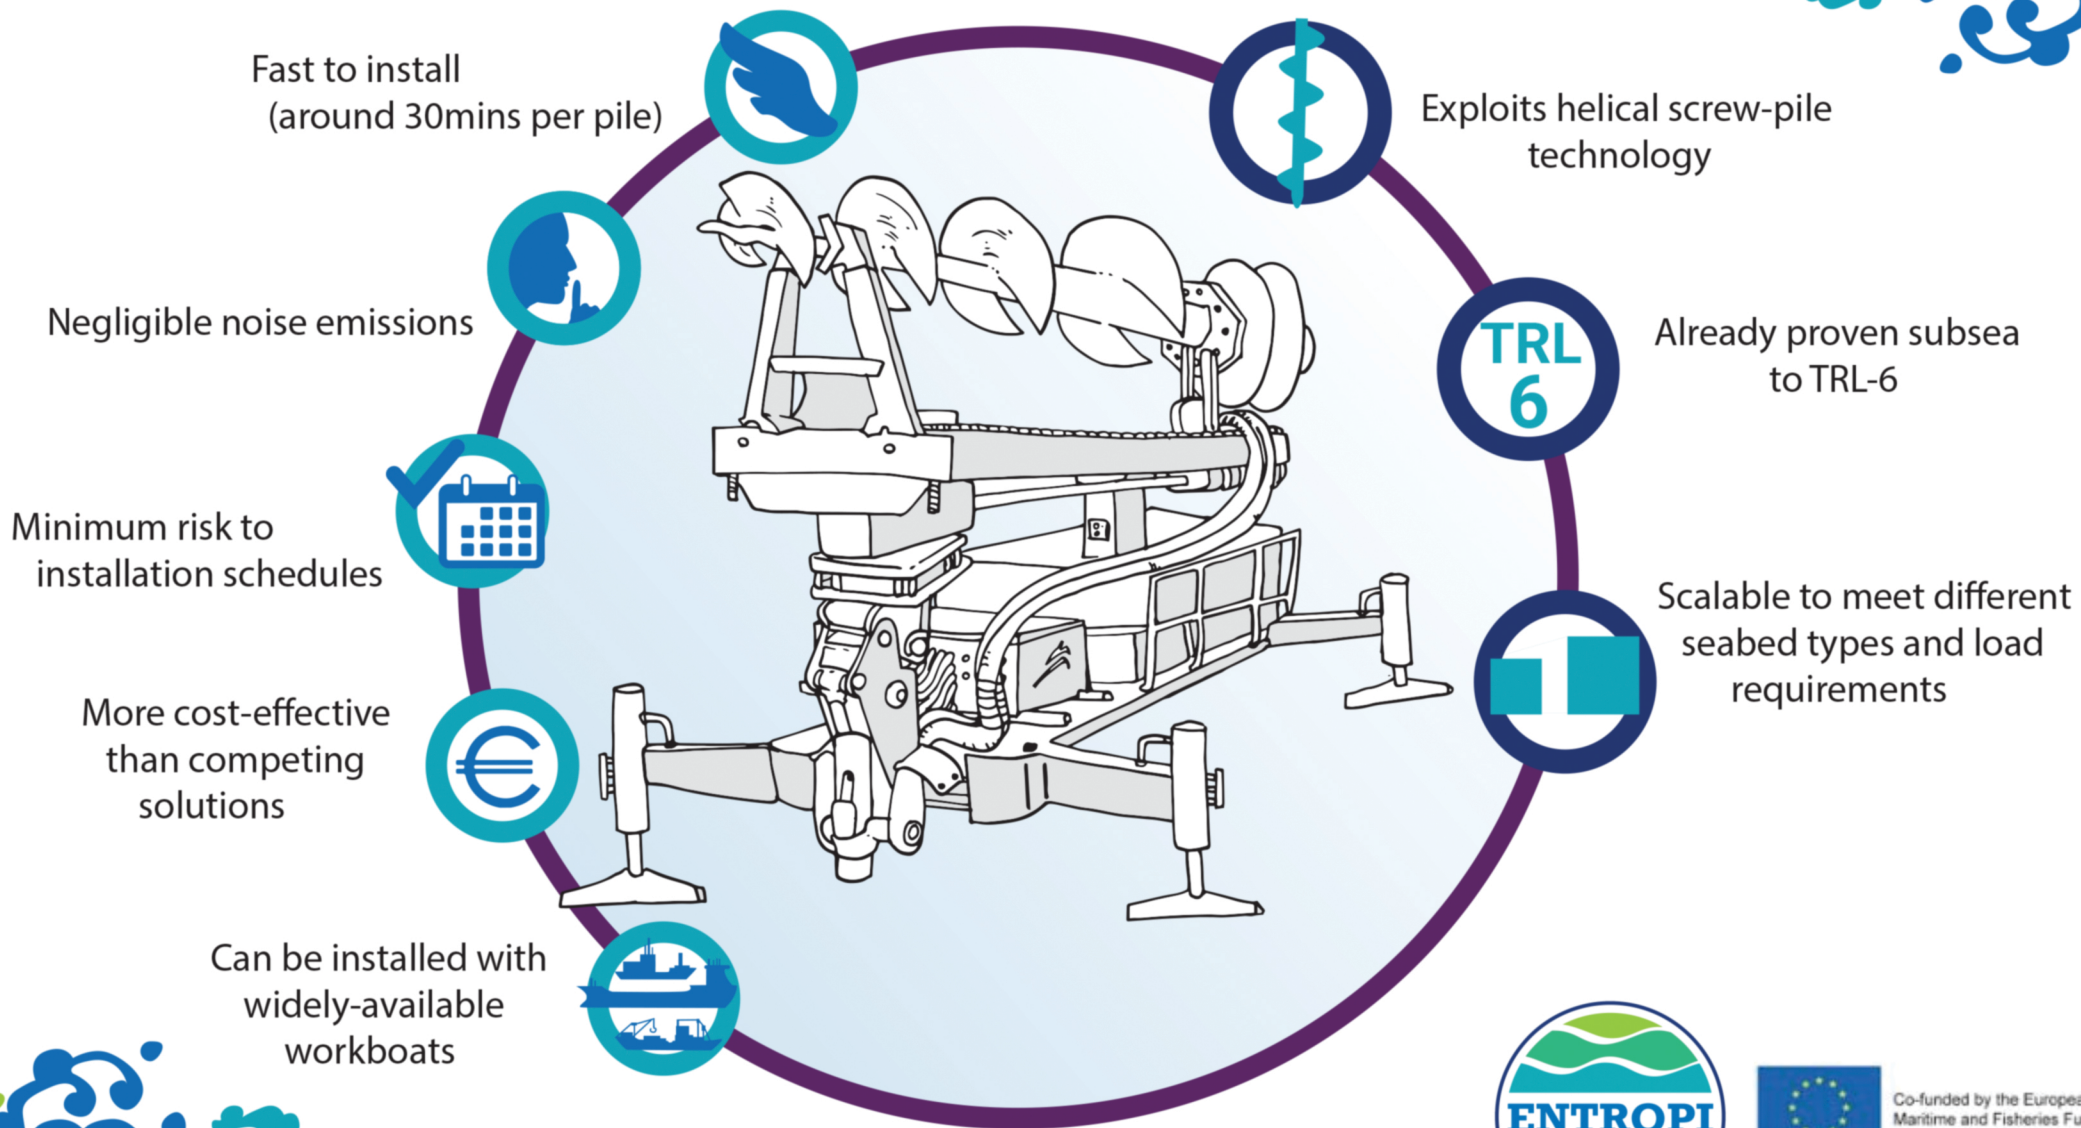 Fast to install
(around 30mins per pile)
Exploits helical screw-pile
technology
Negligible noise emissions
TRL
6
Already proven subsea
to TRL-6
Minimum risk to
installation schedules
Scalable to meet different
seabed types and load
requirements
More cost-effective
than competing
solutions
Can be installed with
widely-available
workboats
ENTROPI
Co-funded by the
Maritime and Fisheries